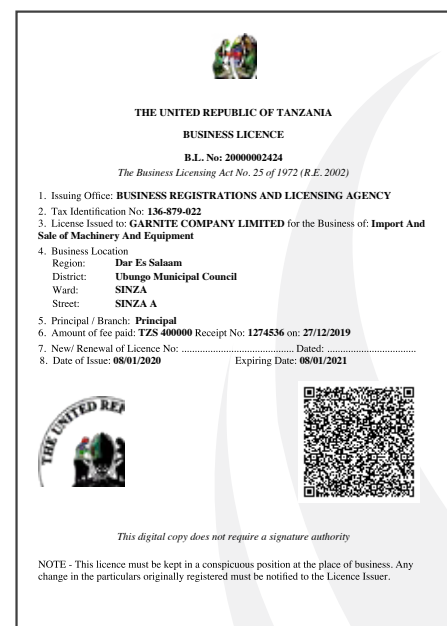 THE UNITED REPUBLIC OF TANZANIA
BUSINESS LICENCE
B.L. No: 20000002424
The Business Licensing Act No. 25 of 1972 (R.E. 2002)
1. Issuing Office: BUSINESS REGISTRATIONS AND LICENSING AGENCY
2. Tax Identification No: 136-879-022
3. License Issued to: GARNITE COMPANY LIMITED for the Business of: Import And
Sale of Machinery And Equipment
4. Business Location
Region: Dar Es Salaam
District: Ubungo Municipal Council
Ward: SINZA
Street: SINZA A
5. Principal / Branch: Principal
6. Amount of fee paid: TZS 400000 Receipt No: 1274536 on: 27/12/2019
7. New/ Renewal of Licence No: ............................................. Dated: ....................................
8. Date of Issue: 08/01/2020 Expiring Date: 08/01/2021
THE UNITED REP
This digital copy does not require a signature authority
NOTE - This licence must be kept in a conspicuous position at the place of business. Any
change in the particulars originally registered must be notified to the Licence Issuer.